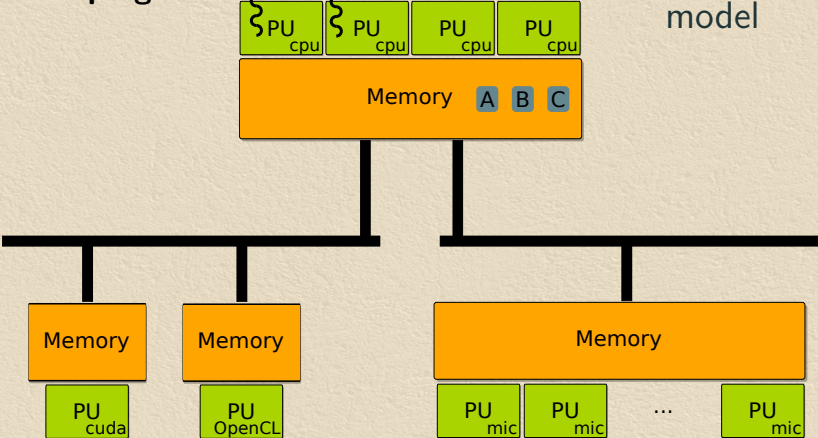 model
PU cpu PU cpu PU cpu PU cpu
Memory A B C
Memory Memory Memory
PU cuda PU OpenCL PU mic PU mic ... PU mic